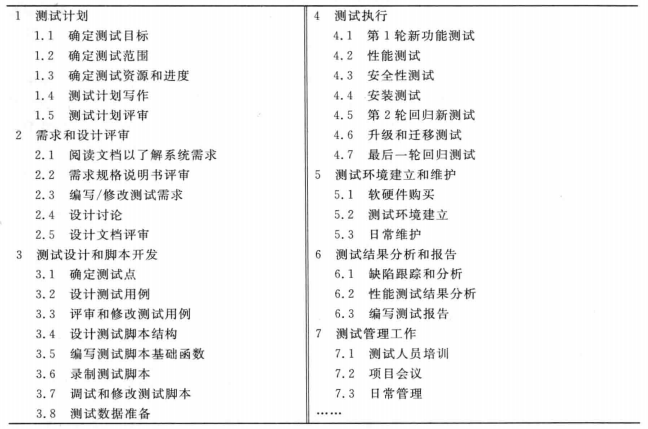 1 测试计划
1.1 确定测试目标
1.2 确定测试范围
1.3 确定测试资源和进度
1.4 测试计划写作
1.5 测试计划评审
2 需求和设计评审
2.1 阅读文档以了解系统需求
2.2 需求规格说明书评审
2.3 编写/修改测试需求
2.4 设计讨论
2.5 设计文档评审
3 测试设计和脚本开发
3.1 确定测试点
3.2 设计测试用例
3.3 评审和修改测试用例
3.4 设计测试脚本结构
3.5 编写测试脚本基础函数
3.6 录制测试脚本
3.7 调试和修改测试脚本
3.8 测试数据准备
4 测试执行
4.1 第1轮新功能测试
4.2 性能测试
4.3 安全性测试
4.4 安装测试
4.5 第2轮回归新测试
4.6 升级和迁移测试
4.7 最后一轮回归测试
5 测试环境建立和维护
5.1 软硬件购买
5.2 测试环境建立
5.3 日常维护
6 测试结果分析和报告
6.1 缺陷跟踪和分析
6.2 性能测试结果分析
6.3 编写测试报告
7 测试管理工作
7.1 测试人员培训
7.2 项目会议
7.3 日常管理
……